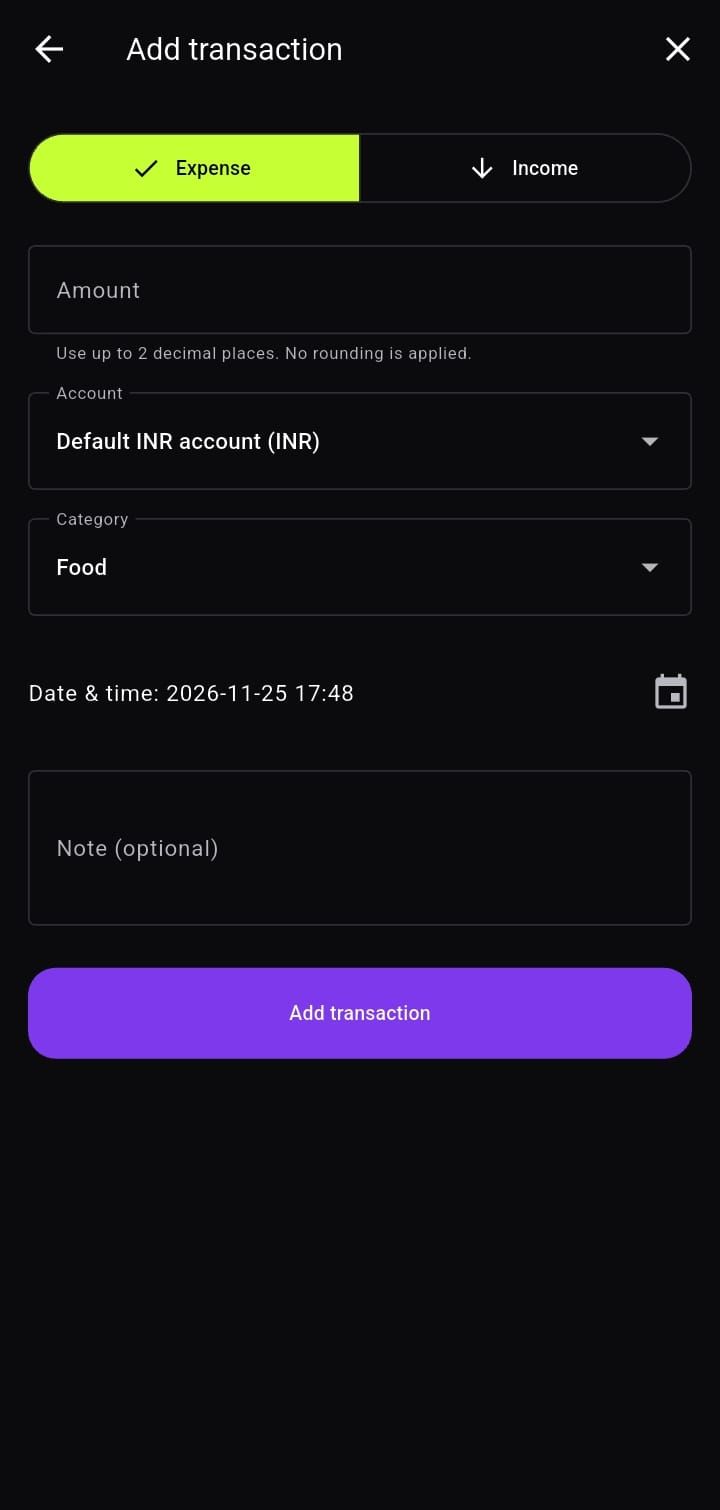 Add transaction
Expense
Income
Amount
Use up to 2 decimal places. No rounding is applied.
Account
Default INR account (INR)
Category
Food
Date & time: 2026-11-25 17:48
Note (optional)
Add transaction